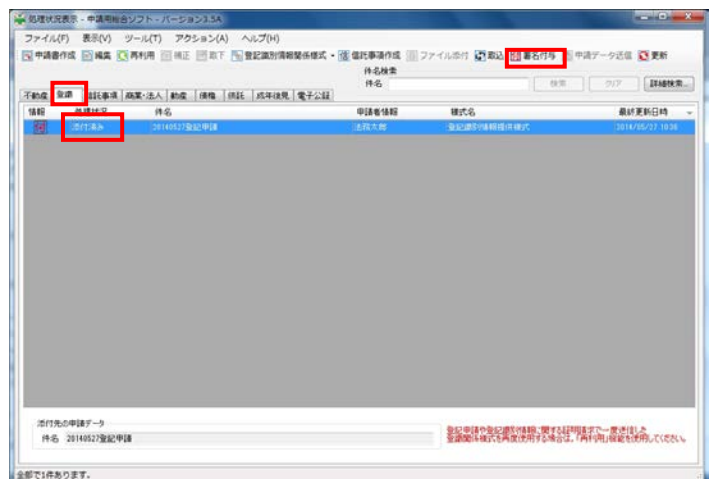 処理状況表示 - 申請用総合ソフト - バージョン3.5A
ファイル(F) 表示(V) ツール(T) アクション(A) ヘルプ(H)
申請書作成 編集 再利用 補正 取下 登記識別情報関係様式 信託事項作成 ファイル添付 取込 署名付与 申請データ送信 更新
件名検索
件名 検索 クリア 詳細検索...
不動産 登識 信託事項 商業・法人 動産 債権 供託 成年後見 電子公証
情報 処理状況 件名 申請者情報 様式名 最終更新日時
添付済み 20140527登記申請 法務太郎 登記識別情報提供様式 2014/05/27 10:38
添付先の申請データ
件名 20140527登記申請
登記申請や登記識別情報に関する証明請求で一度送信した
登識関係様式を再度使用する場合は、「再利用」機能を使用してください。
全部で1件あります。